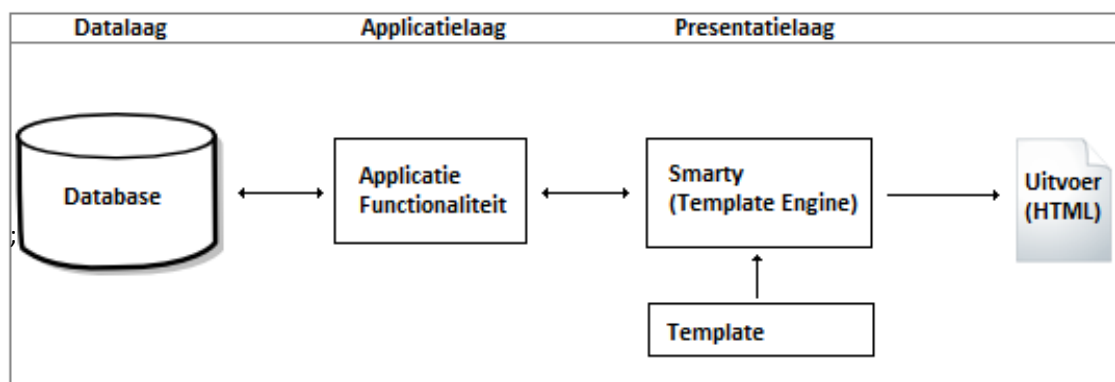 Datalaag
Applicatielaag
Presentatielaag
Database
Applicatie
Functionaliteit
Smarty
(Template Engine)
Uitvoer
(HTML)
;
Template